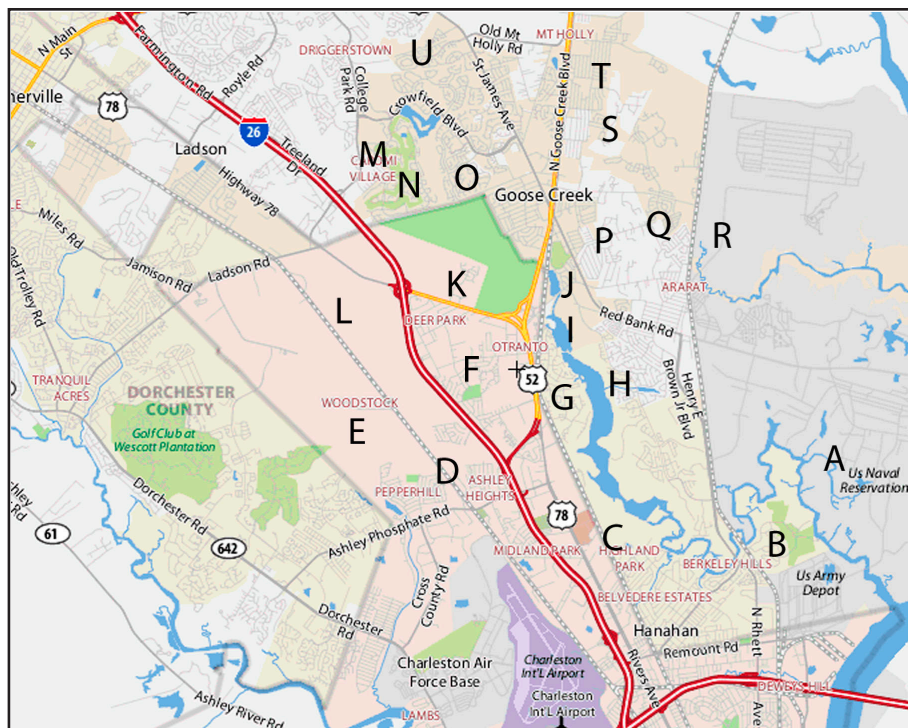 N Main
St
Farmington Rd
Royle Rd
DRIGGERSTOWN
College
Park Rd
U
Old Mt
Holly Rd
MT HOLLY
St James Ave
N Goose Creek Blvd
T
S
merville
78
26
Ladson
Treeland
Dr
Crowfield Blvd
M
VILLAGE
N
O
Goose Creek
Highway 78
Miles Rd
Jamison Rd
Ladson Rd
Old Trolley Rd
P
Q
R
ARARAT
K
J
L
DEER PARK
I
Red Bank Rd
OTRANTO
F
52
H
G
Henry E
Brown Jr Blvd
TRANQUIL
ACRES
DORCHESTER
COUNTY
Golf Club at
Wescott Plantation
WOODSTOCK
E
D
A
Us Naval
Reservation
PEPPERHILL
ASHLEY
HEIGHTS
Ashley Phosphate Rd
Dorchester Rd
61
642
78
C
B
MIDLAND PARK
HIGHLAND
PARK
BERKELEY HILLS
Us Army
Depot
Cross
County Rd
BELVEDERE ESTATES
Dorchester
Rd
Hanahan
N Rhett
Ave
Remount Rd
Rivers Ave
Charleston Air
Force Base
Charleston
Int'L Airport
Charleston
Int'L Airport
DEWEYS HILL
Ashley River Rd
LAMBS